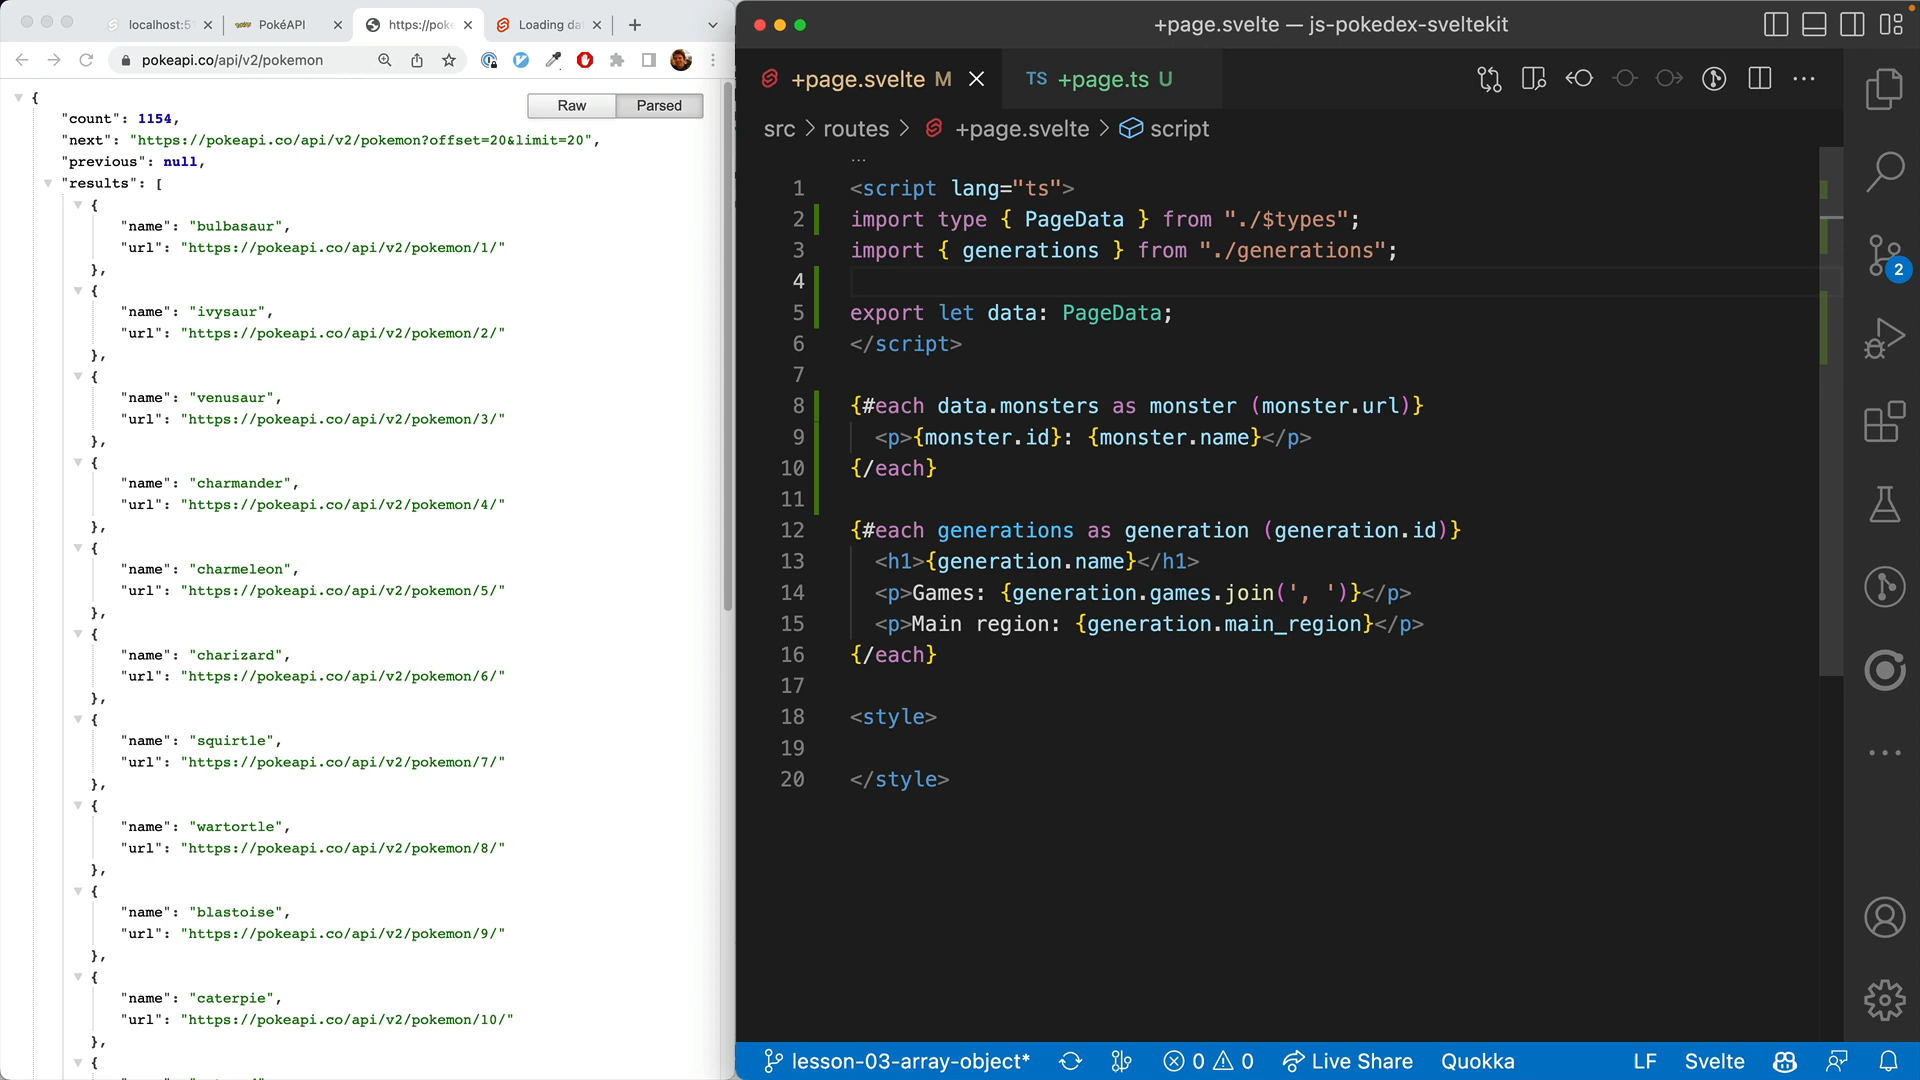 localhost:51
PokéAPI
https://poke
Loading da
pokeapi.co/api/v2/pokemon
Raw
Parsed
{
"count": 1154,
"next": "https://pokeapi.co/api/v2/pokemon?offset=20&limit=20",
"previous": null,
"results": [
{
"name": "bulbasaur",
"url": "https://pokeapi.co/api/v2/pokemon/1/"
},
{
"name": "ivysaur",
"url": "https://pokeapi.co/api/v2/pokemon/2/"
},
{
"name": "venusaur",
"url": "https://pokeapi.co/api/v2/pokemon/3/"
},
{
"name": "charmander",
"url": "https://pokeapi.co/api/v2/pokemon/4/"
},
{
"name": "charmeleon",
"url": "https://pokeapi.co/api/v2/pokemon/5/"
},
{
"name": "charizard",
"url": "https://pokeapi.co/api/v2/pokemon/6/"
},
{
"name": "squirtle",
"url": "https://pokeapi.co/api/v2/pokemon/7/"
},
{
"name": "wartortle",
"url": "https://pokeapi.co/api/v2/pokemon/8/"
},
{
"name": "blastoise",
"url": "https://pokeapi.co/api/v2/pokemon/9/"
},
{
"name": "caterpie",
"url": "https://pokeapi.co/api/v2/pokemon/10/"
},
{
+page.svelte — js-pokedex-sveltekit
+page.svelte M
TS +page.ts U
src > routes > +page.svelte > script
...
1 <script lang="ts">
2 import type { PageData } from "./$types";
3 import { generations } from "./generations";
4
5 export let data: PageData;
6 </script>
7
8 {#each data.monsters as monster (monster.url)}
9 <p>{monster.id}: {monster.name}</p>
10 {/each}
11
12 {#each generations as generation (generation.id)}
13 <h1>{generation.name}</h1>
14 <p>Games: {generation.games.join(', ')}</p>
15 <p>Main region: {generation.main_region}</p>
16 {/each}
17
18 <style>
19
20 </style>
2
lesson-03-array-object*
0
0
Live Share
Quokka
LF
Svelte